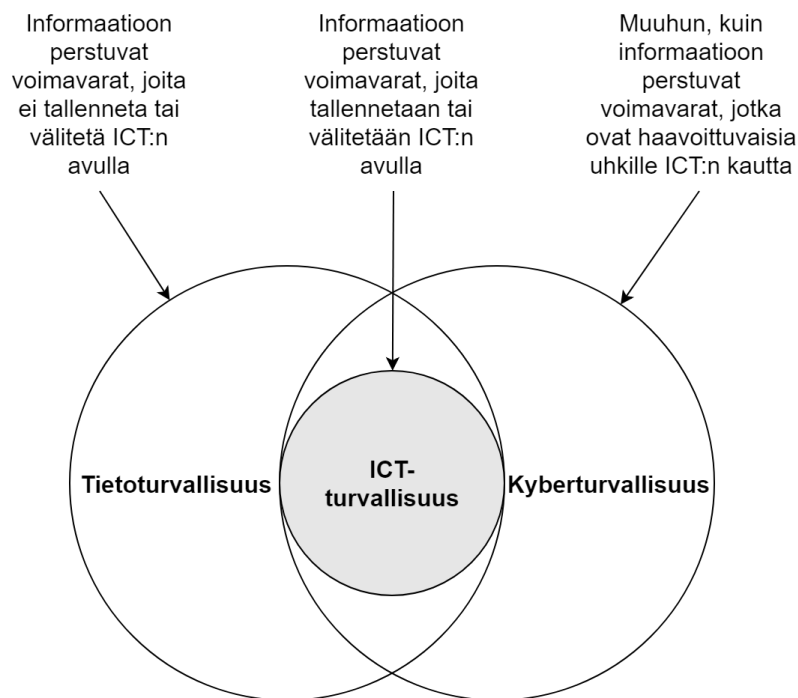 Informaatioon
perstuvat
voimavarat, joita
ei tallenneta tai
välitetä ICT:n
avulla
Informaatioon
perstuvat
voimavarat, joita
tallennetaan tai
välitetään ICT:n
avulla
Muuhun, kuin
informaatioon
perstuvat
voimavarat, jotka
ovat haavoittuvaisia
uhkille ICT:n kautta
Tietoturvallisuus
ICT-
turvallisuus
Kyberturvallisuus